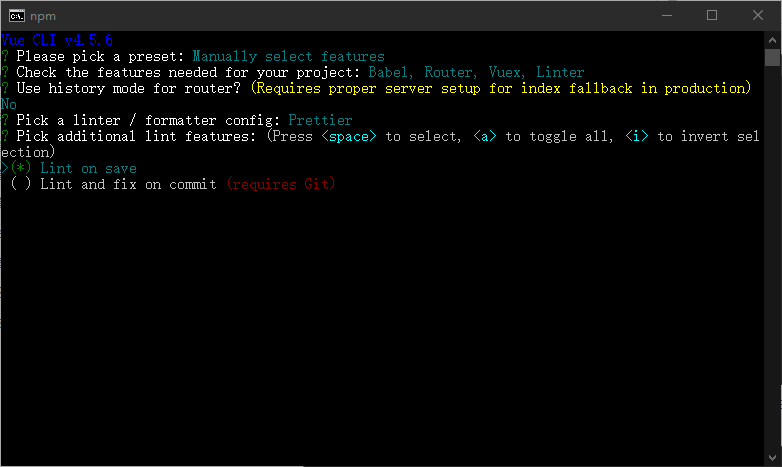 npm
Vue CLI v4.5.6
? Please pick a preset: Manually select features
? Check the features needed for your project: Babel, Router, Vuex, Linter
? Use history mode for router? (Requires proper server setup for index fallback in production)
No
? Pick a linter / formatter config: Prettier
? Pick additional lint features: (Press <space> to select, <a> to toggle all, <i> to invert sel
ection)
>(*) Lint on save
( ) Lint and fix on commit (requires Git)